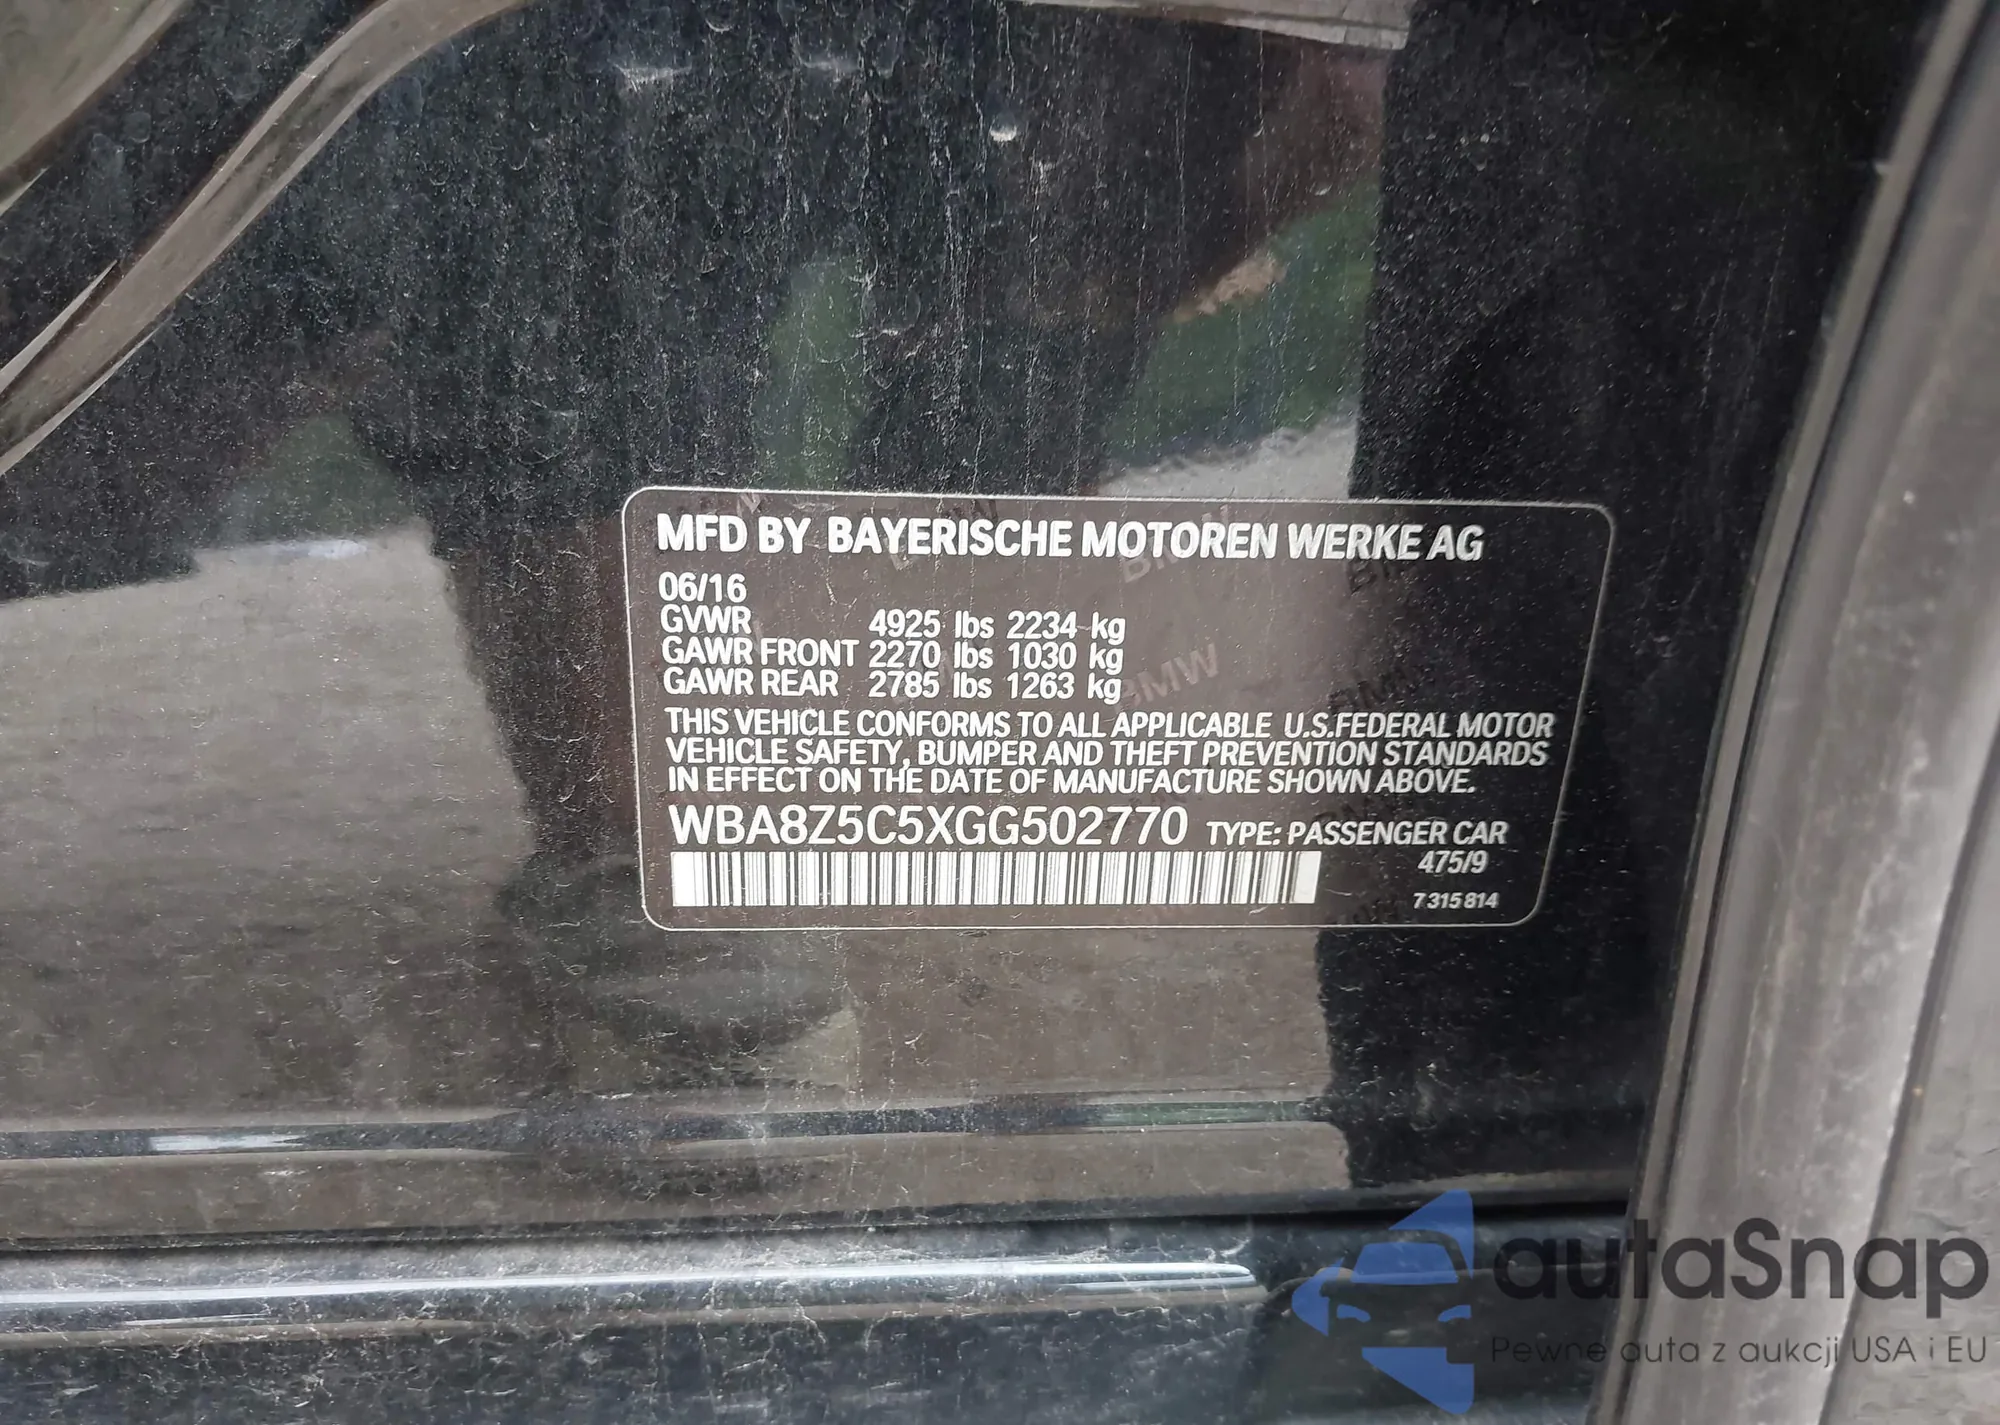 MFD BY BAYERISCHE MOTOREN WERKE AG
06/16
GVWR 4925 lbs 2234 kg
GAWR FRONT 2270 lbs 1030 kg
GAWR REAR 2785 lbs 1263 kg
THIS VEHICLE CONFORMS TO ALL APPLICABLE U.S.FEDERAL MOTOR
VEHICLE SAFETY, BUMPER AND THEFT PREVENTION STANDARDS
IN EFFECT ON THE DATE OF MANUFACTURE SHOWN ABOVE.
WBA8Z5C5XGG502770 TYPE: PASSENGER CAR
475/9
7 315 814
autaSnap
Pewne auta z aukcji USA i EU